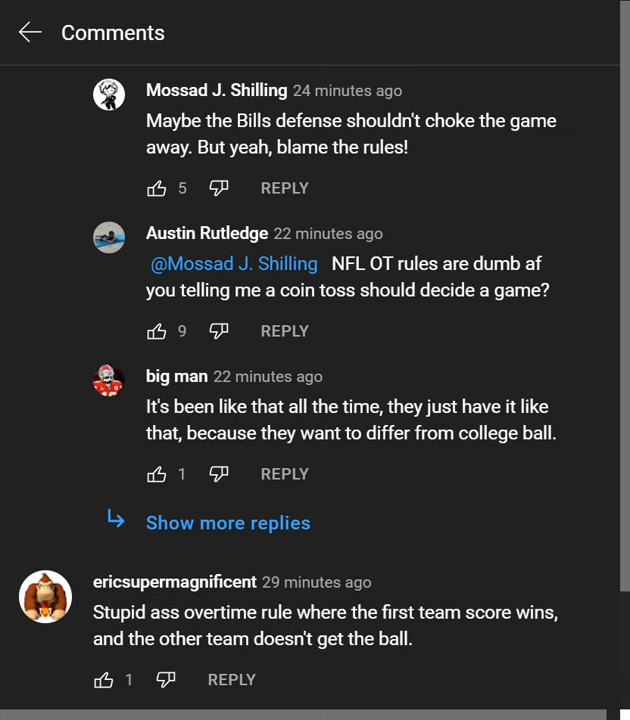 Comments
Mossad J. Shilling 24 minutes ago
Maybe the Bills defense shouldn't choke the game
away. But yeah, blame the rules!
5 REPLY
Austin Rutledge 22 minutes ago
@Mossad J. Shilling NFL OT rules are dumb af
you telling me a coin toss should decide a game?
9 REPLY
big man 22 minutes ago
It's been like that all the time, they just have it like
that, because they want to differ from college ball.
1 REPLY
Show more replies
ericsupermagnificent 29 minutes ago
Stupid ass overtime rule where the first team score wins,
and the other team doesn't get the ball.
1 REPLY